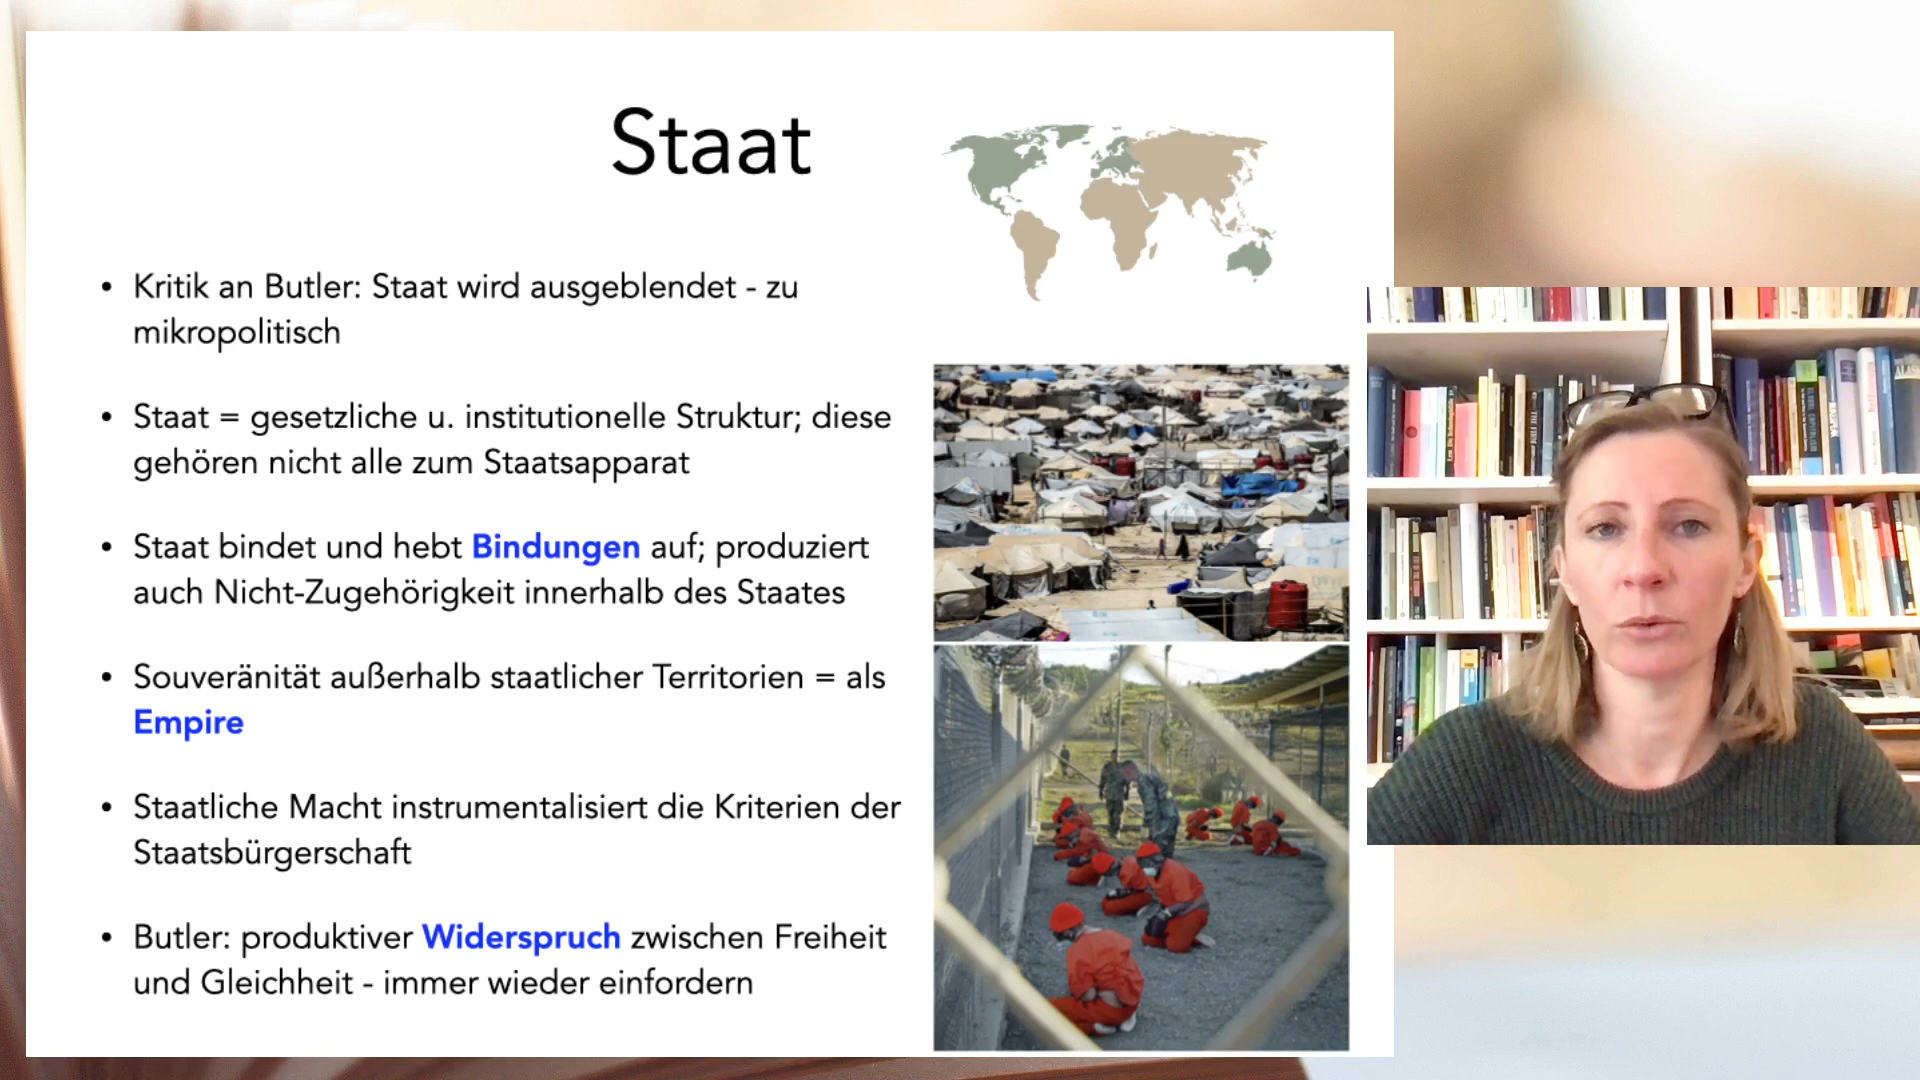 Staat
• Kritik an Butler: Staat wird ausgeblendet - zu
mikropolitisch
• Staat = gesetzliche u. institutionelle Struktur; diese
gehören nicht alle zum Staatsapparat
• Staat bindet und hebt Bindungen auf; produziert
auch Nicht-Zugehörigkeit innerhalb des Staates
• Souveränität außerhalb staatlicher Territorien = als
Empire
• Staatliche Macht instrumentalisiert die Kriterien der
Staatsbürgerschaft
• Butler: produktiver Widerspruch zwischen Freiheit
und Gleichheit - immer wieder einfordern